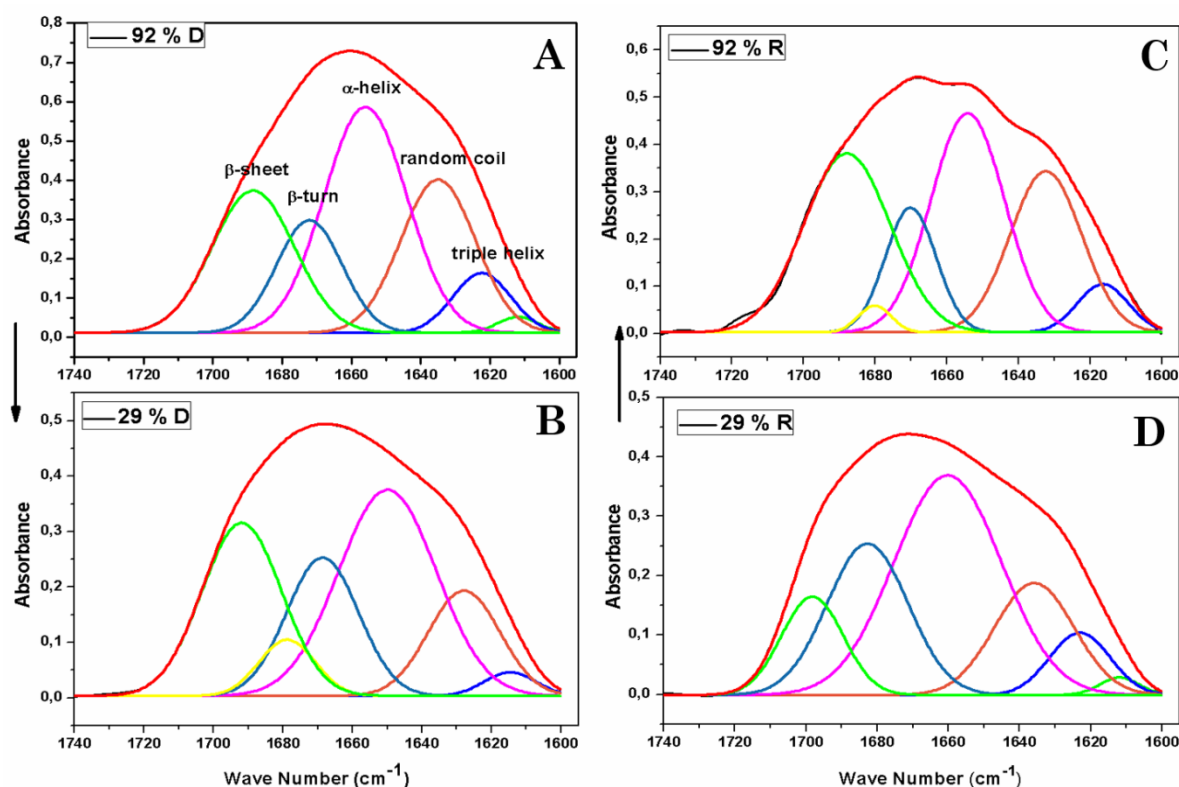 92 % D
A
α-helix
β-sheet
random coil
β-turn
triple helix
Absorbance
0,8
0,7
0,6
0,5
0,4
0,3
0,2
0,1
0,0
1740 1720 1700 1680 1660 1640 1620 1600
29 % D
B
Absorbance
0,5
0,4
0,3
0,2
0,1
0,0
1740 1720 1700 1680 1660 1640 1620 1600
Wave Number (cm⁻¹)
92 % R
C
Absorbance
0,6
0,5
0,4
0,3
0,2
0,1
0,0
1740 1720 1700 1680 1660 1640 1620 1600
29 % R
D
Absorbance
0,5
0,4
0,3
0,2
0,1
0,0
1740 1720 1700 1680 1660 1640 1620 1600
Wave Number (cm⁻¹)